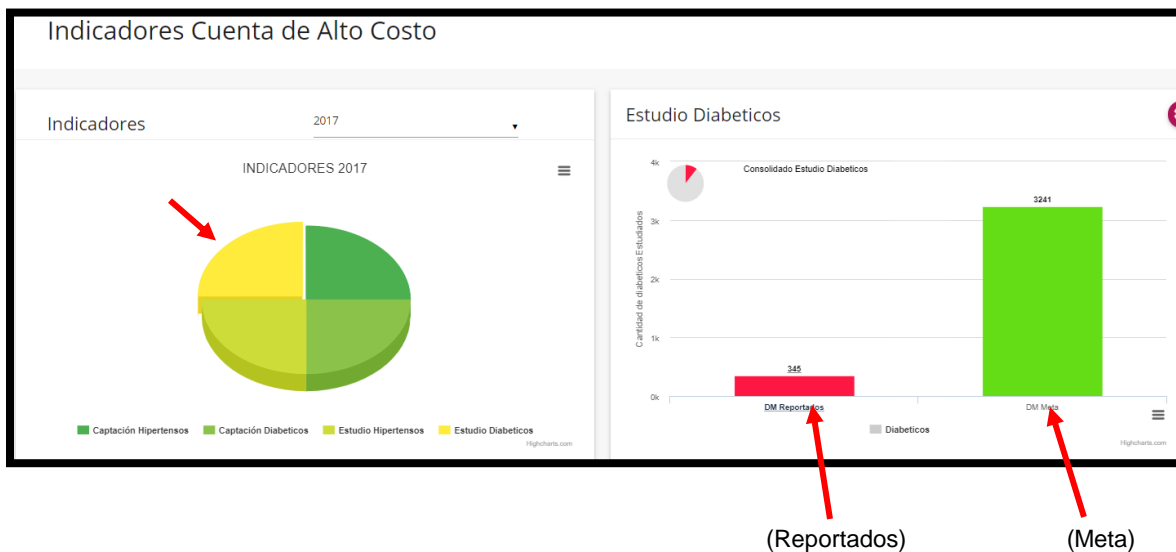 Indicadores Cuenta de Alto Costo
Indicadores
2017
INDICADORES 2017
Captación Hipertensos Captación Diabeticos Estudio Hipertensos Estudio Diabeticos
Highcharts.com
Estudio Diabeticos
Consolidado Estudio Diabeticos
Cantidad de diabeticos Estudiados
4k
3k
2k
1k
0k
345
3241
DM Reportados
DM Meta
Diabeticos
Highcharts.com
(Reportados) (Meta)